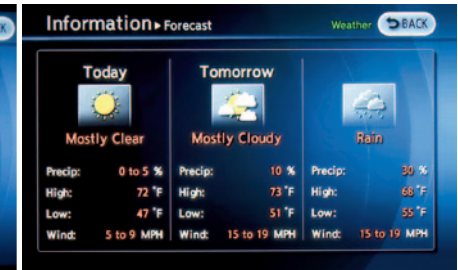 K
Information ▸ Forecast
Weather
BACK
Today
Tomorrow
Mostly Clear
Mostly Cloudy
Rain
Precip: 0 to 5 %
Precip: 10 %
Precip: 30 %
High: 72 °F
High: 73 °F
High: 68 °F
Low: 47 °F
Low: 51 °F
Low: 55 °F
Wind: 5 to 9 MPH
Wind: 15 to 19 MPH
Wind: 15 to 19 MPH